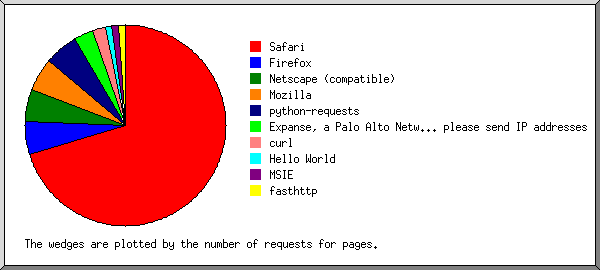 Safari
Firefox
Netscape (compatible)
Mozilla
python-requests
Expanse, a Palo Alto Netw... please send IP addresses
curl
Hello World
MSIE
fasthttp
The wedges are plotted by the number of requests for pages.